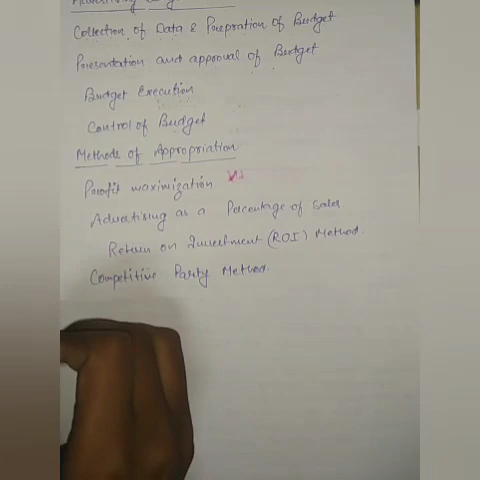 Collection of Data & Prepration of Budget
Presentation and approval of Budget
Budget Execution
Control of Budget
Methods of Appropriation
Profit maximization
Advertising as a Percentage of Sales
Return on Investment (ROI) Method.
Competitive Parity Method.